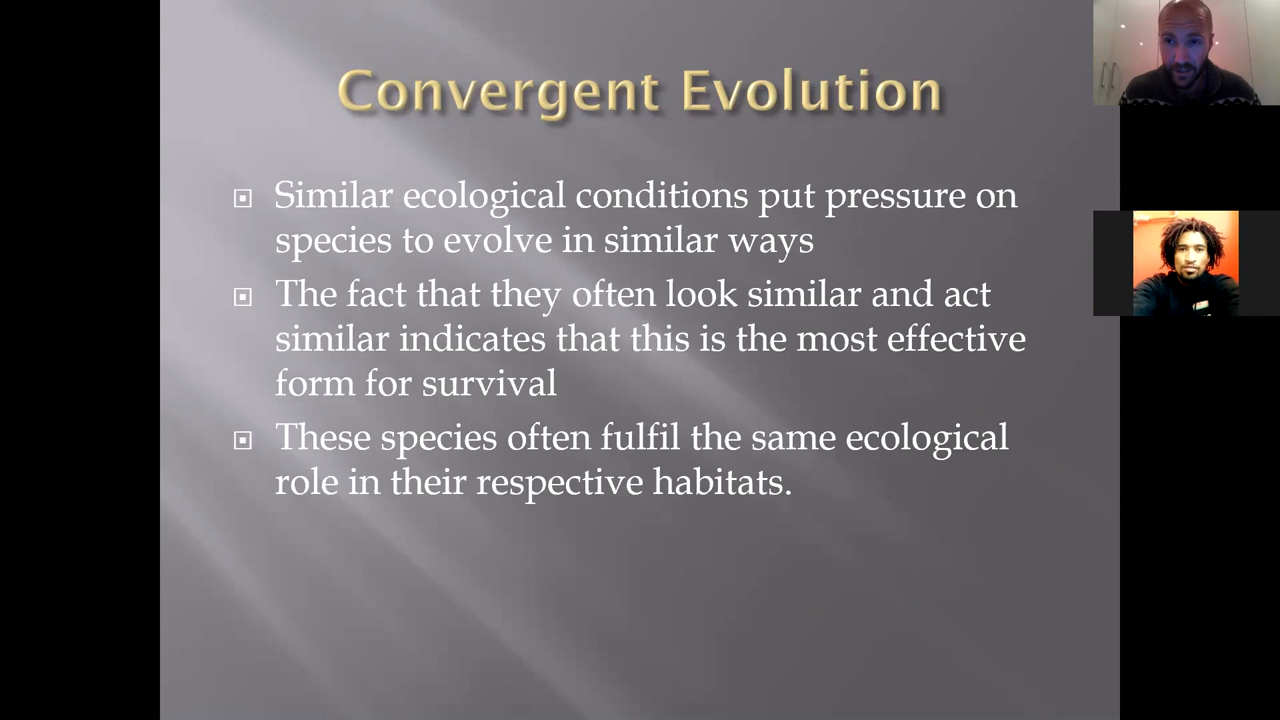 Convergent Evolution
Similar ecological conditions put pressure on
species to evolve in similar ways
The fact that they often look similar and act
similar indicates that this is the most effective
form for survival
These species often fulfil the same ecological
role in their respective habitats.